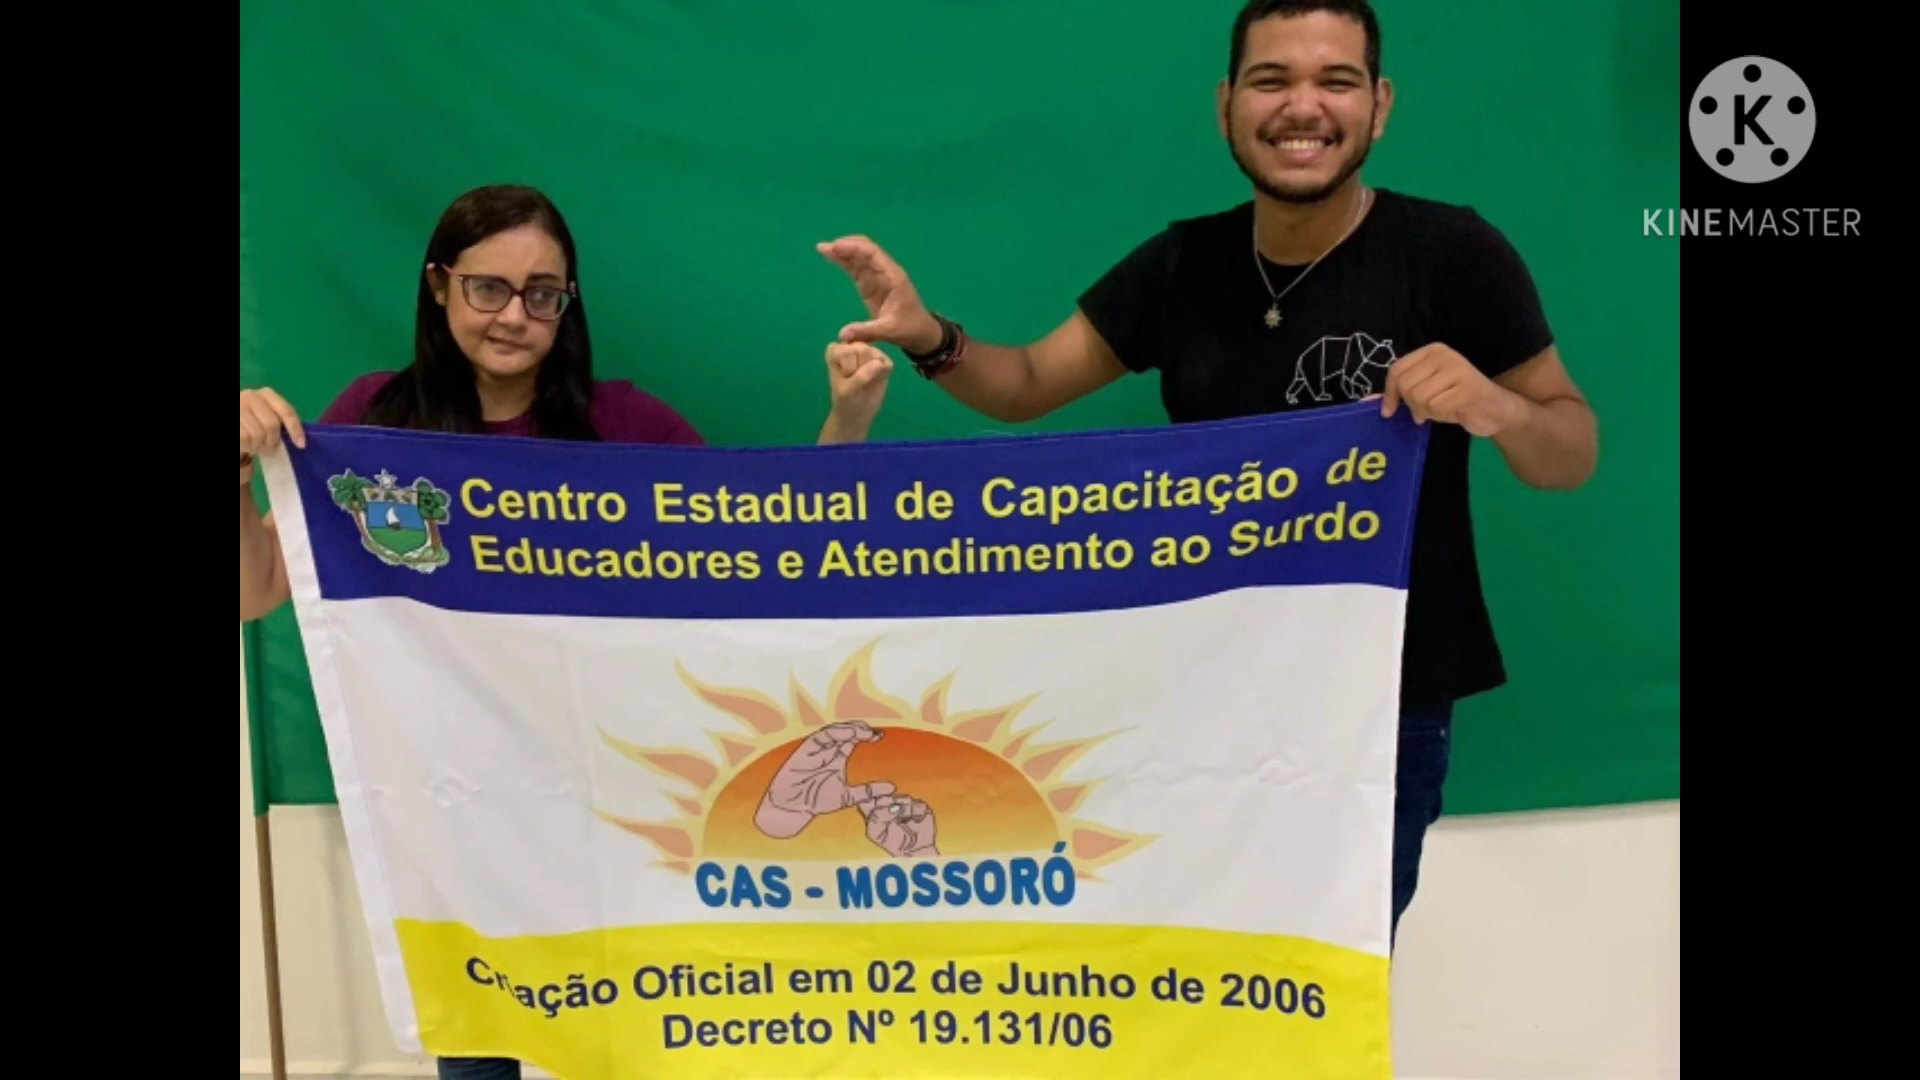 K
KINEMASTER
Centro Estadual de Capacitação de
Educadores e Atendimento ao Surdo
CAS - MOSSORÓ
Criação Oficial em 02 de Junho de 2006
Decreto Nº 19.131/06